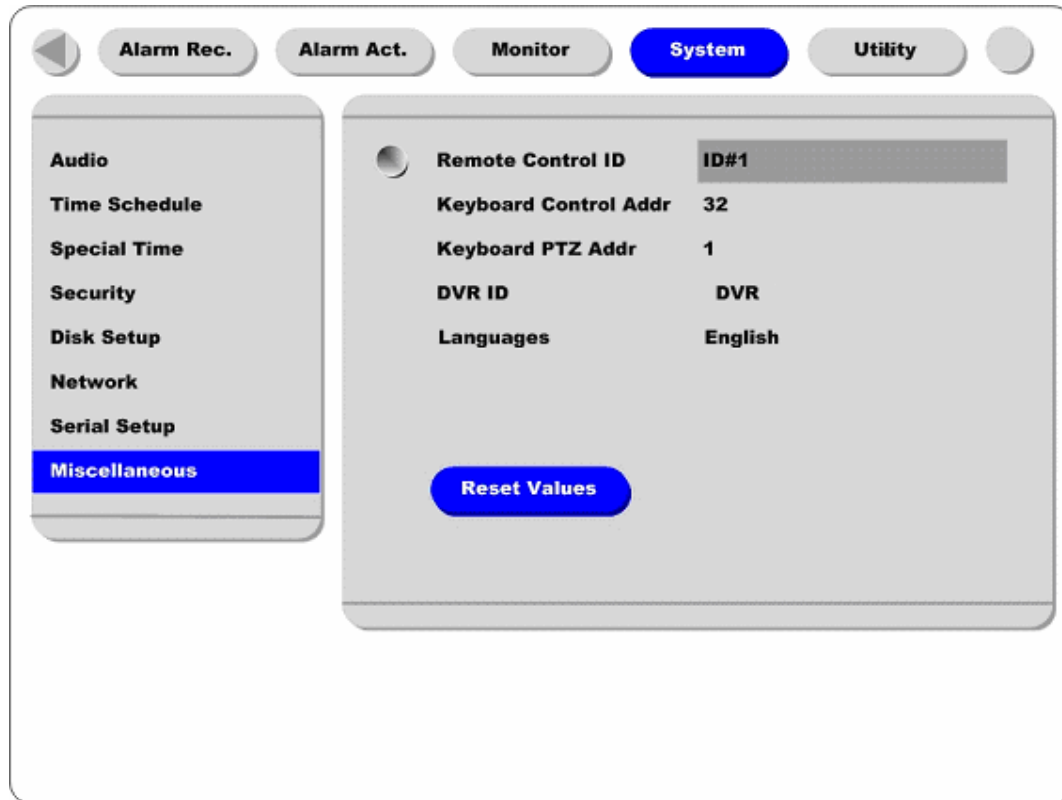 Alarm Rec. Alarm Act. Monitor System Utility
Audio
Time Schedule
Special Time
Security
Disk Setup
Network
Serial Setup
Miscellaneous
Remote Control ID ID#1
Keyboard Control Addr 32
Keyboard PTZ Addr 1
DVR ID DVR
Languages English
Reset Values